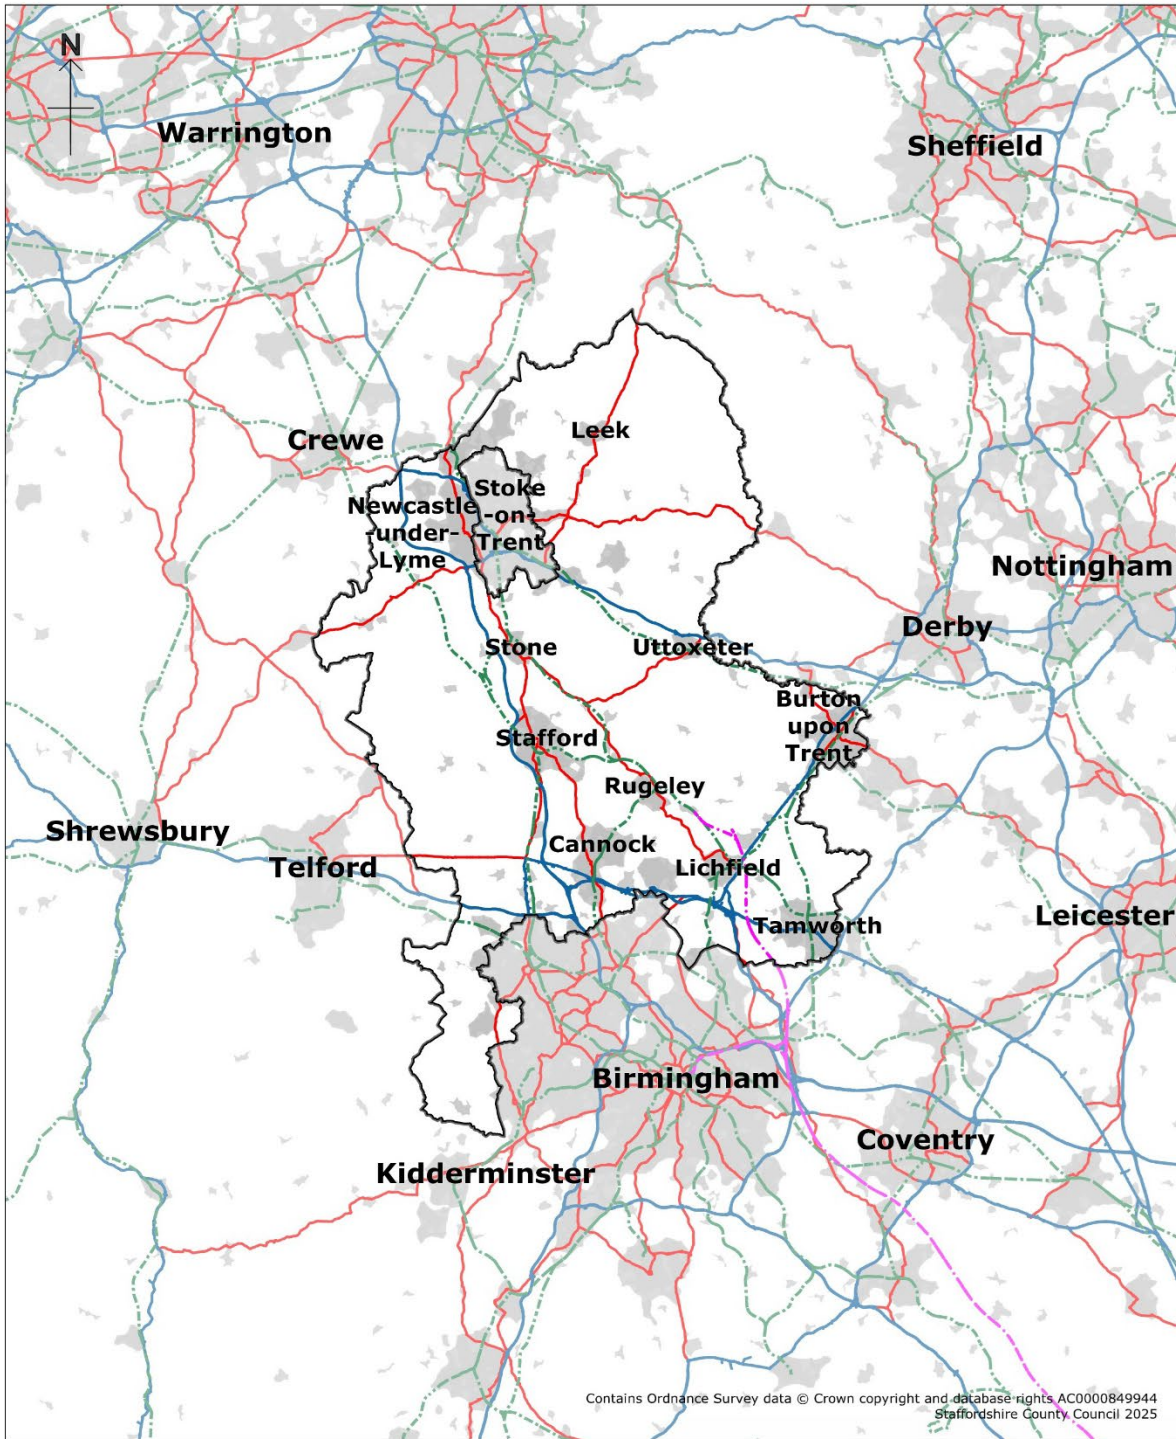 N
Warrington
Sheffield
Crewe
Leek
Newcastle
-under-
Lyme
Stoke
-on-
Trent
Nottingham
Derby
Stone
Uttoxeter
Burton
upon
Trent
Stafford
Rugeley
Shrewsbury
Telford
Cannock
Lichfield
Leicester
Tamworth
Birmingham
Coventry
Kidderminster
Contains Ordnance Survey data © Crown copyright and database rights AC0000849944
Staffordshire County Council 2025